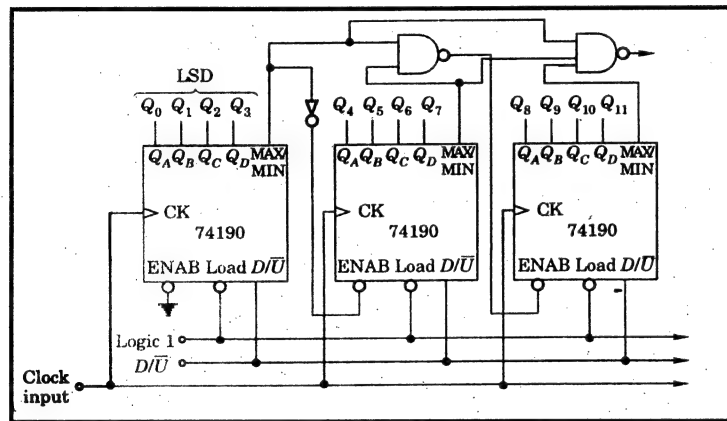 LSD
Q0 Q1 Q2 Q3
Q4 Q5 Q6 Q7
Q8 Q9 Q10 Q11
QA QB QC QD MAX/
MIN
QA QB QC QD MAX/
MIN
QA QB QC QD MAX/
MIN
CK
CK
CK
74190
74190
74190
ENAB Load D/U̅
ENAB Load D/U̅
ENAB Load D/U̅
Logic 1
D/U̅
Clock
input